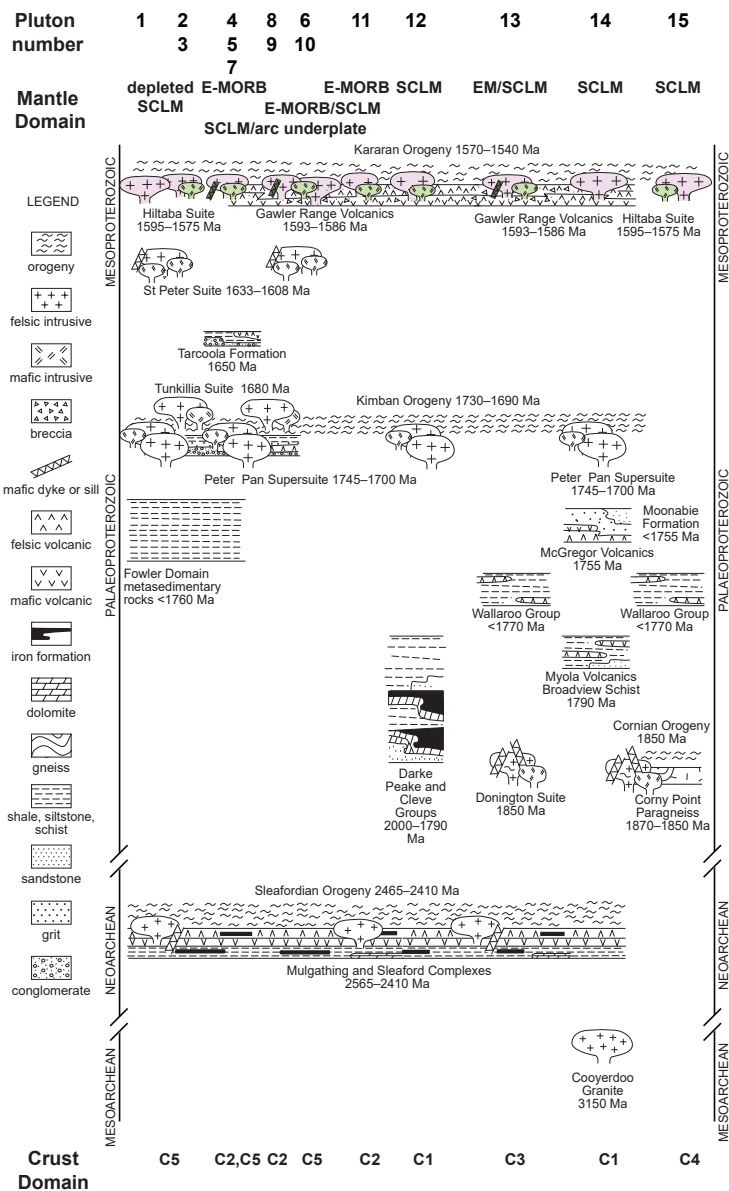 Pluton number
1 2 4 8 6 11 12 13 14 15
3 5 9 10
7
Mantle Domain
depleted SCLM
E-MORB
E-MORB/SCLM
SCLM/arc underplate
E-MORB
SCLM
EM/SCLM
SCLM
SCLM
MESOPROTEROZOIC
Kararan Orogeny 1570–1540 Ma
MESOPROTEROZOIC
Hiltaba Suite
1595–1575 Ma
Gawler Range Volcanics
1593–1586 Ma
Gawler Range Volcanics
1593–1586 Ma
Hiltaba Suite
1595–1575 Ma
St Peter Suite 1633–1608 Ma
Tarcoola Formation
1650 Ma
Tunkillia Suite 1680 Ma
Kimban Orogeny 1730–1690 Ma
Peter Pan Supersuite 1745–1700 Ma
Peter Pan Supersuite
1745–1700 Ma
PALAEOPROTEROZOIC
PALAEOPROTEROZOIC
Moonabie
Formation
<1755 Ma
McGregor Volcanics
1755 Ma
Fowler Domain
metasedimentary
rocks <1760 Ma
Wallaroo Group
<1770 Ma
Wallaroo Group
<1770 Ma
Myola Volcanics
Broadview Schist
1790 Ma
Cornian Orogeny
1850 Ma
Darke
Peake and
Cleve
Groups
2000–1790
Ma
Donington Suite
1850 Ma
Corny Point
Paragneiss
1870–1850 Ma
NEOARCHEAN
Sleafordian Orogeny 2465–2410 Ma
NEOARCHEAN
Mulgathing and Sleaford Complexes
2565–2410 Ma
MESOARCHEAN
Cooyerdoo
Granite
3150 Ma
MESOARCHEAN
LEGEND
orogeny
felsic intrusive
mafic intrusive
breccia
mafic dyke or sill
felsic volcanic
mafic volcanic
iron formation
dolomite
gneiss
shale, siltstone,
schist
sandstone
grit
conglomerate
Crust
Domain
C5 C2,C5 C2 C5 C2 C1 C3 C1 C4